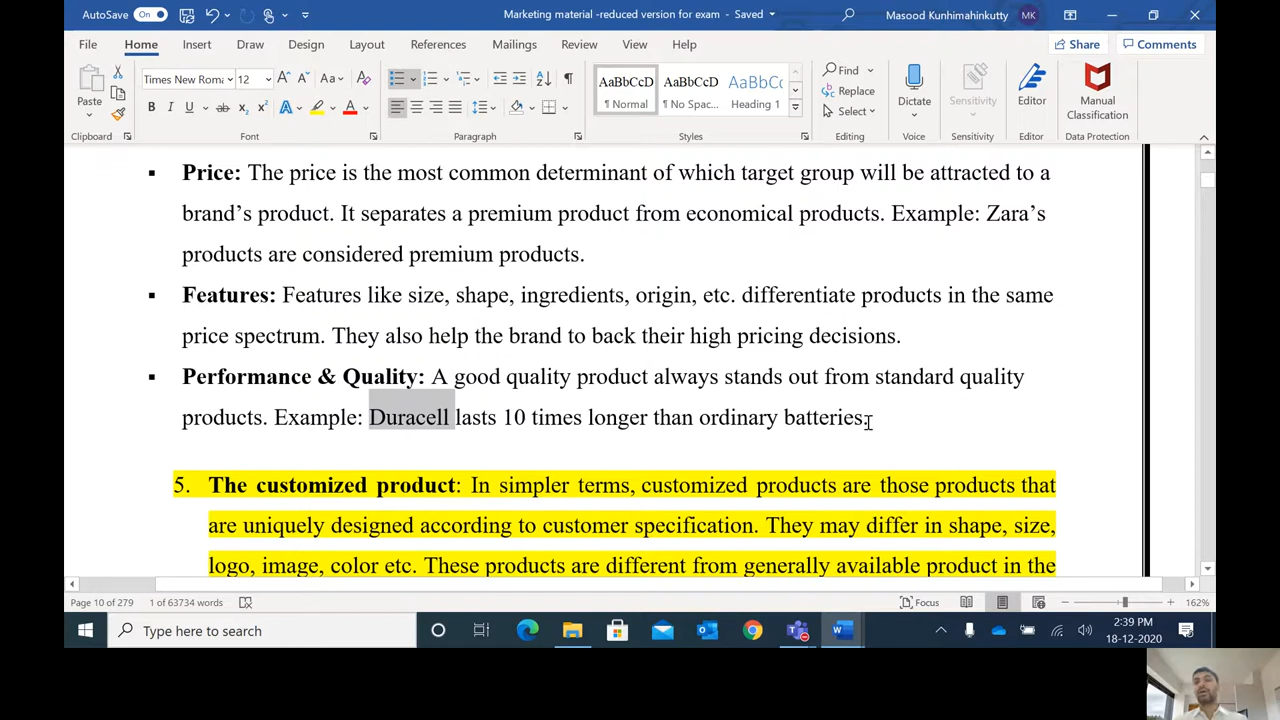 AutoSave On Marketing material -reduced version for exam - Saved Masood Kunhimahinkutty MK
File Home Insert Draw Design Layout References Mailings Review View Help Share Comments
Paste Times New Roma 12 Aa AaBbCcD AaBbCcD AaBbCc Find Replace Select Dictate Sensitivity Editor Manual Classification
¶ Normal ¶ No Spac... Heading 1
Clipboard Font Paragraph Styles Editing Voice Sensitivity Editor Data Protection
▪ Price: The price is the most common determinant of which target group will be attracted to a
brand’s product. It separates a premium product from economical products. Example: Zara’s
products are considered premium products.
▪ Features: Features like size, shape, ingredients, origin, etc. differentiate products in the same
price spectrum. They also help the brand to back their high pricing decisions.
▪ Performance & Quality: A good quality product always stands out from standard quality
products. Example: Duracell lasts 10 times longer than ordinary batteries.
5. The customized product: In simpler terms, customized products are those products that
are uniquely designed according to customer specification. They may differ in shape, size,
logo, image, color etc. These products are different from generally available product in the
Page 10 of 279 1 of 63734 words Focus 162%
Type here to search 2:39 PM
18-12-2020